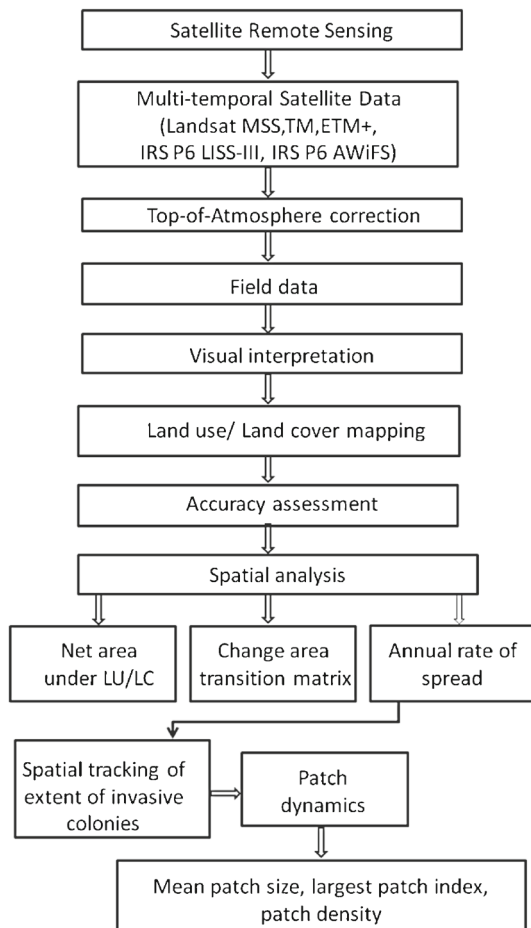 Satellite Remote Sensing
Multi-temporal Satellite Data
(Landsat MSS,TM,ETM+,
IRS P6 LISS-III, IRS P6 AWiFS)
Top-of-Atmosphere correction
Field data
Visual interpretation
Land use/ Land cover mapping
Accuracy assessment
Spatial analysis
Net area
under LU/LC
Change area
transition matrix
Annual rate of
spread
Spatial tracking of
extent of invasive
colonies
Patch
dynamics
Mean patch size, largest patch index,
patch density